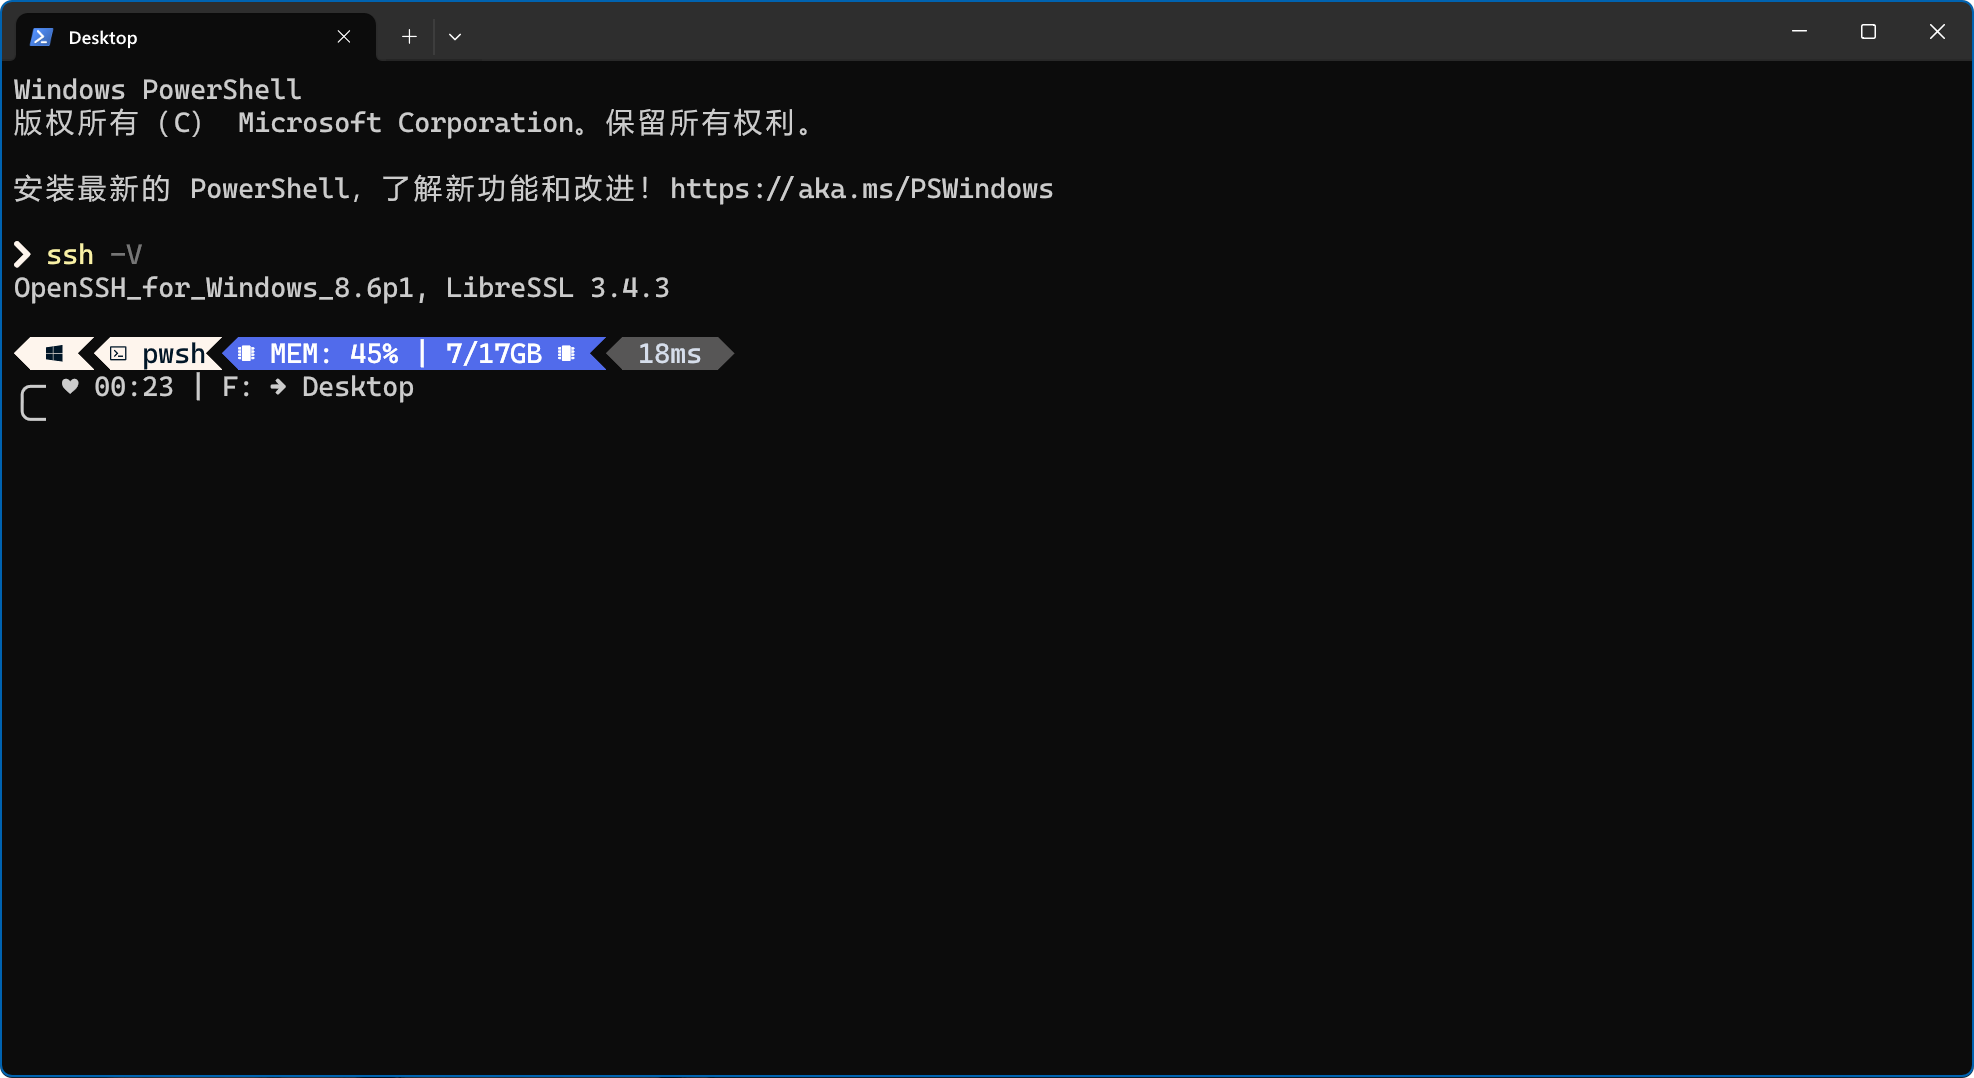 Desktop
Windows PowerShell
版权所有（C） Microsoft Corporation。保留所有权利。
安装最新的 PowerShell，了解新功能和改进！https://aka.ms/PSWindows
❯ ssh -V
OpenSSH_for_Windows_8.6p1, LibreSSL 3.4.3
pwsh MEM: 45% | 7/17GB 18ms
♥ 00:23 | F: → Desktop